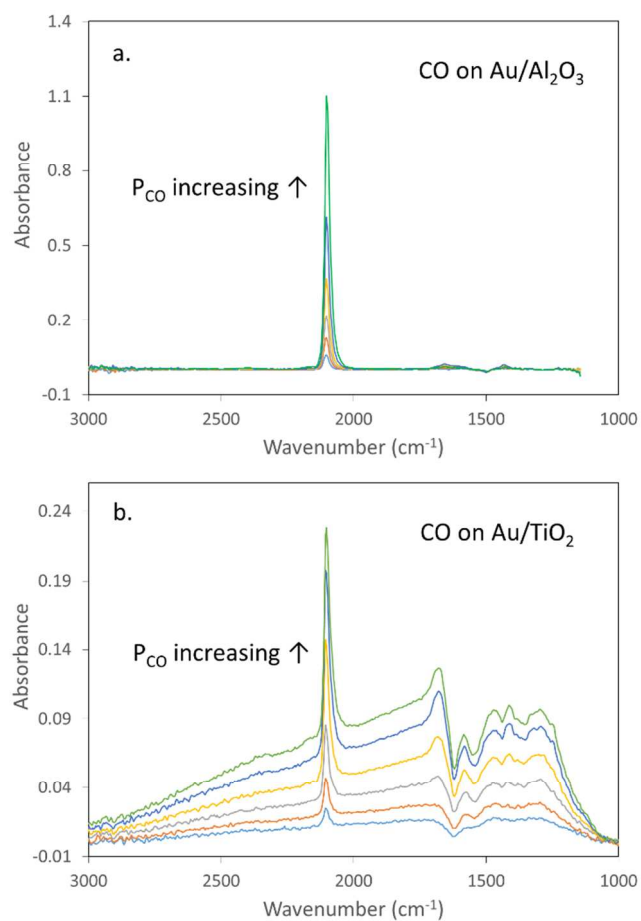 a.
CO on Au/Al₂O₃
P_CO increasing ↑
Absorbance
1.4
1.1
0.8
0.5
0.2
-0.1
3000 2500 2000 1500 1000
Wavenumber (cm⁻¹)
b.
CO on Au/TiO₂
P_CO increasing ↑
Absorbance
0.24
0.19
0.14
0.09
0.04
-0.01
3000 2500 2000 1500 1000
Wavenumber (cm⁻¹)